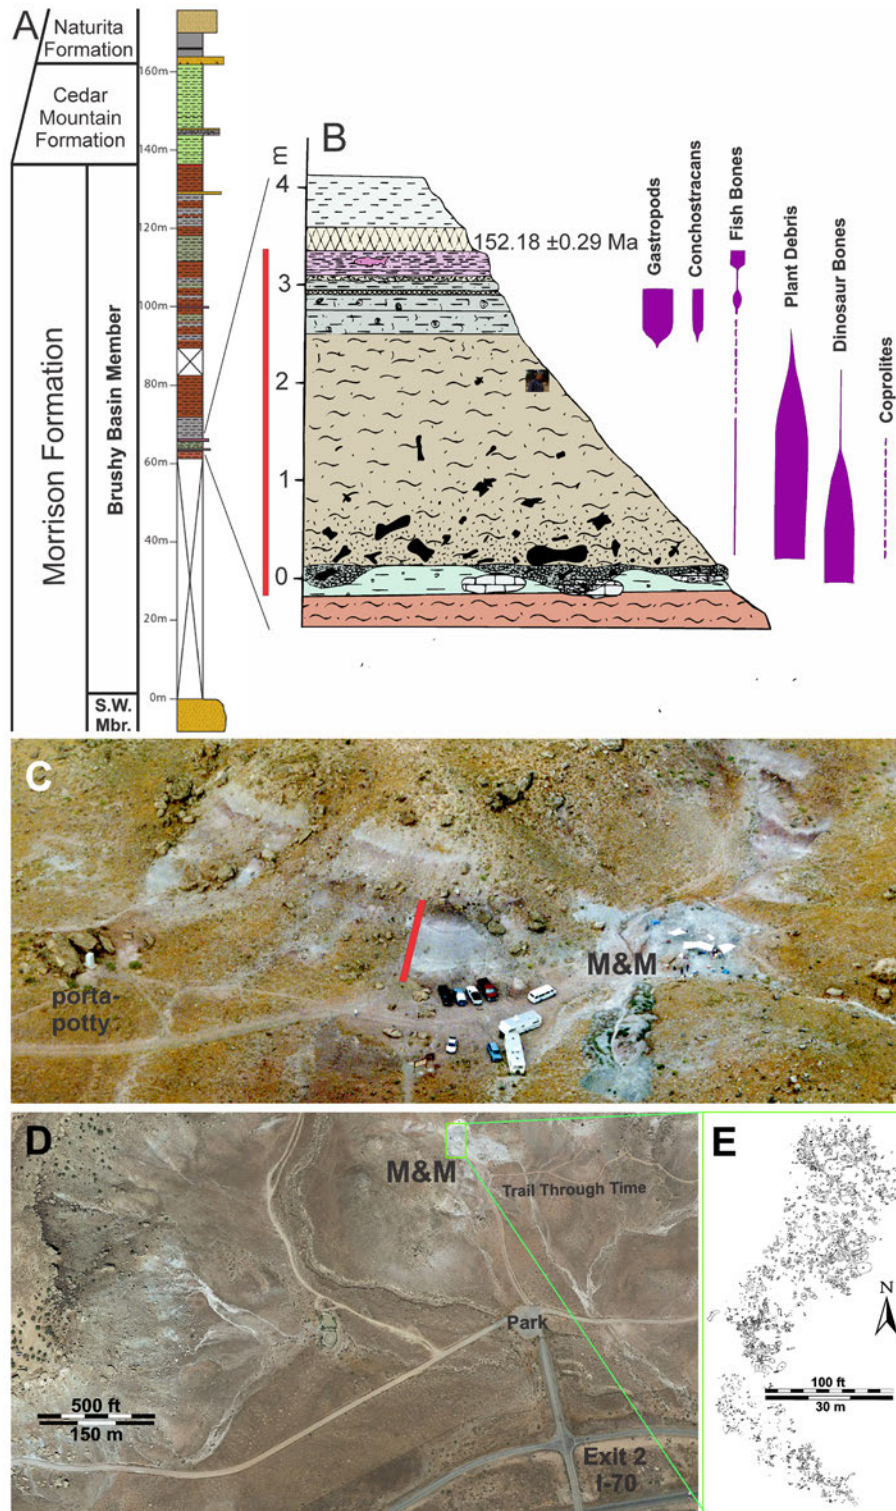 A
Naturita
Formation
Cedar
Mountain
Formation
Morrison Formation
Brushy Basin Member
S.W.
Mbr.
160m
140m
120m
100m
80m
60m
40m
20m
0m
B
m
4
3
2
1
0
152.18 ±0.29 Ma
Gastropods
Conchostracans
Fish Bones
Plant Debris
Dinosaur Bones
Coprolites
C
porta-
potty
M&M
D
M&M
Trail Through Time
Park
500 ft
150 m
Exit 2
I-70
E
N
100 ft
30 m